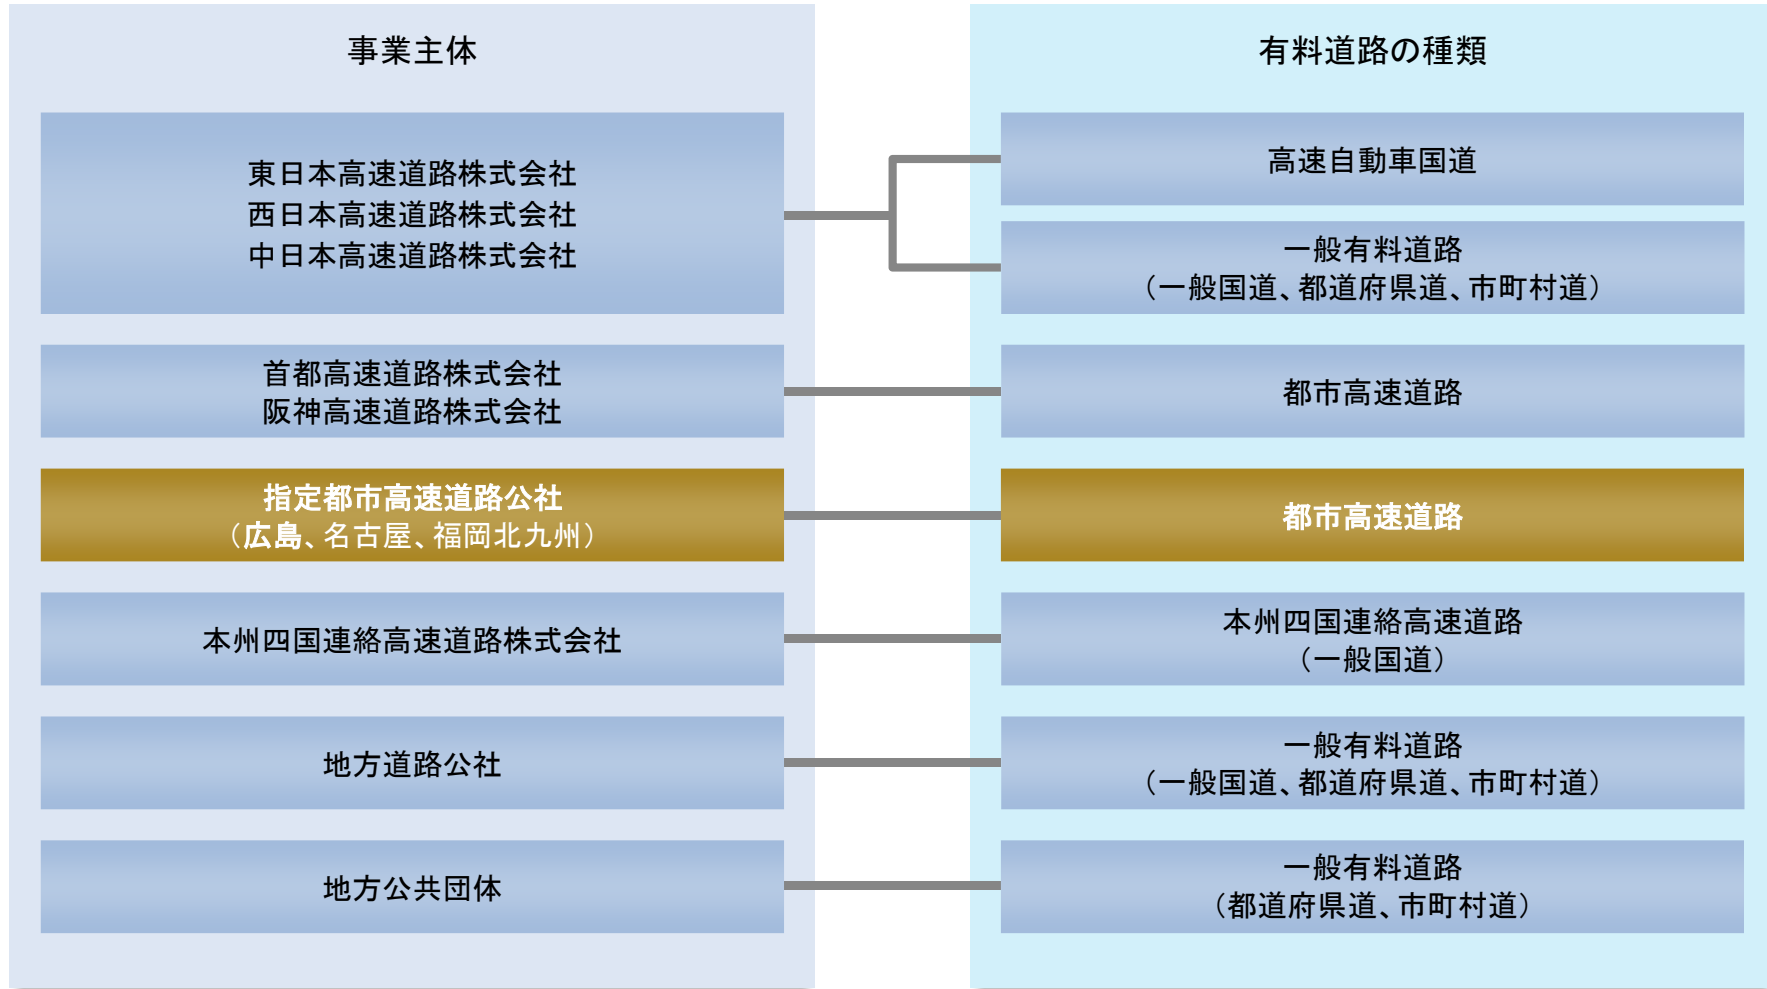 事業主体
東日本高速道路株式会社
西日本高速道路株式会社
中日本高速道路株式会社
首都高速道路株式会社
阪神高速道路株式会社
指定都市高速道路公社
（広島、名古屋、福岡北九州）
本州四国連絡高速道路株式会社
地方道路公社
地方公共団体
有料道路の種類
高速自動車国道
一般有料道路
（一般国道、都道府県道、市町村道）
都市高速道路
都市高速道路
本州四国連絡高速道路
（一般国道）
一般有料道路
（一般国道、都道府県道、市町村道）
一般有料道路
（都道府県道、市町村道）